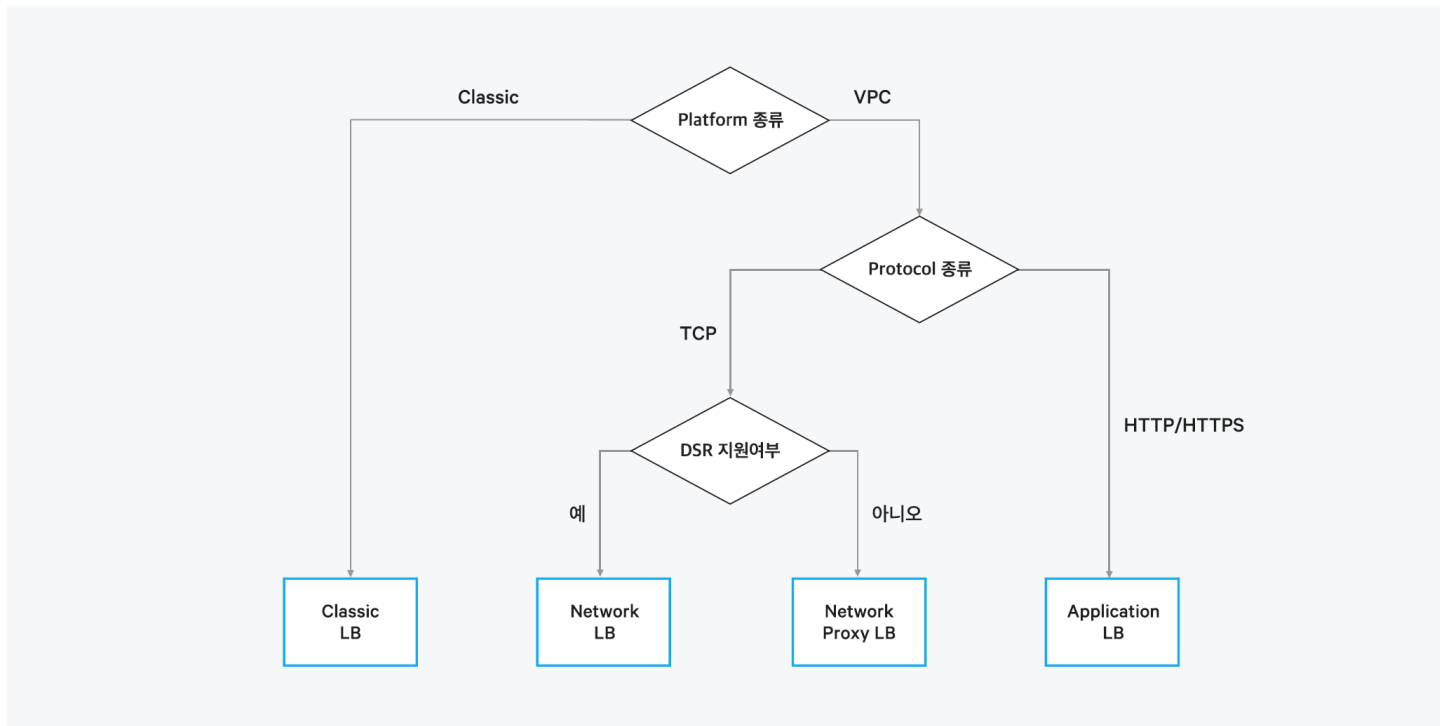 Classic
VPC
Platform 종류
Protocol 종류
TCP
HTTP/HTTPS
DSR 지원여부
예
아니오
Classic
LB
Network
LB
Network
Proxy LB
Application
LB